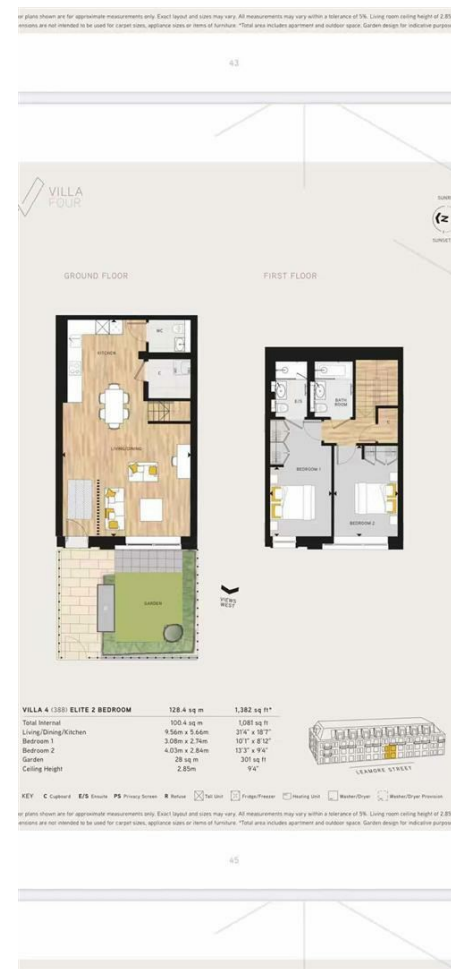 er plans shown are for approximate measurements only. Exact layout and sizes may vary. All measurements may vary within a tolerance of 5%. Living room ceiling height of 2.85
ensions are not intended to be used for carpet sizes, appliance sizes or items of furniture. *Total area includes apartment and outdoor space. Garden design for indicative purpose
43
VILLA
FOUR
SUNR
N
SUNSET
GROUND FLOOR
FIRST FLOOR
WC
KITCHEN
C
E/S
BATH
ROOM
C
LIVING/DINING
BEDROOM 1
BEDROOM 2
GARDEN
R
VIEWS
WEST
VILLA 4 (388) ELITE 2 BEDROOM 128.4 sq m 1,382 sq ft*
Total Internal 100.4 sq m 1,081 sq ft
Living/Dining/Kitchen 9.56m x 5.66m 31'4" x 18'7"
Bedroom 1 3.08m x 2.74m 10'1" x 8'12"
Bedroom 2 4.03m x 2.84m 13'3" x 9'4"
Garden 28 sq m 301 sq ft
Ceiling Height 2.85m 9'4"
LEAMORE STREET
KEY C Cupboard E/S Ensuite PS Privacy Screen R Refuse Tall Unit Fridge/Freezer Heating Unit Washer/Dryer Washer/Dryer Provision
er plans shown are for approximate measurements only. Exact layout and sizes may vary. All measurements may vary within a tolerance of 5%. Living room ceiling height of 2.85
ensions are not intended to be used for carpet sizes, appliance sizes or items of furniture. *Total area includes apartment and outdoor space. Garden design for indicative purpose
45